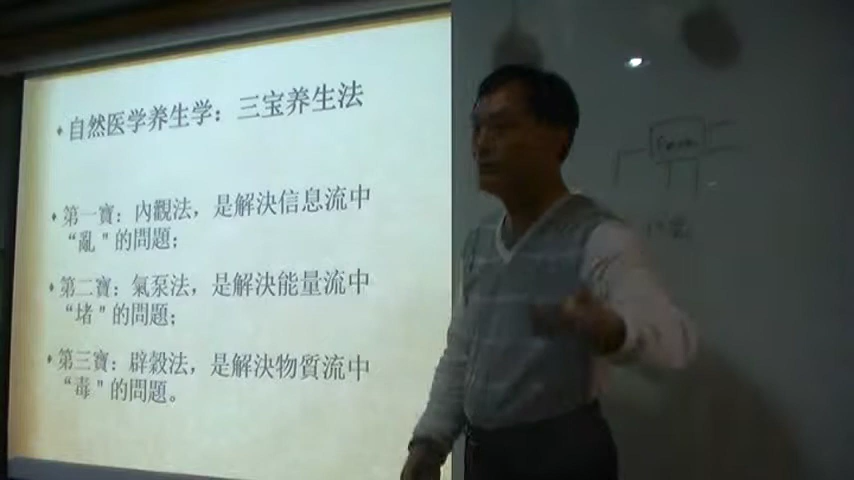 自然医学养生学：三宝养生法
第一寶：內觀法，是解決信息流中
“亂”的問題；
第二寶：氣泵法，是解決能量流中
“堵”的問題；
第三寶：辟穀法，是解決物質流中
“毒”的問題。